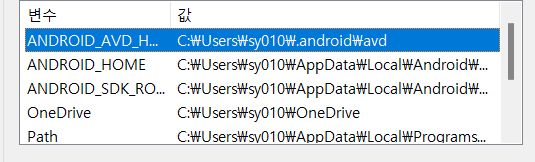 변수 값
ANDROID_AVD_H... C:₩Users₩sy010₩.android₩avd
ANDROID_HOME C:₩Users₩sy010₩AppData₩Local₩Android₩...
ANDROID_SDK_RO... C:₩Users₩sy010₩AppData₩Local₩Android₩...
OneDrive C:₩Users₩sy010₩OneDrive
Path C:₩Users₩sy010₩AppData₩Local₩Programs...